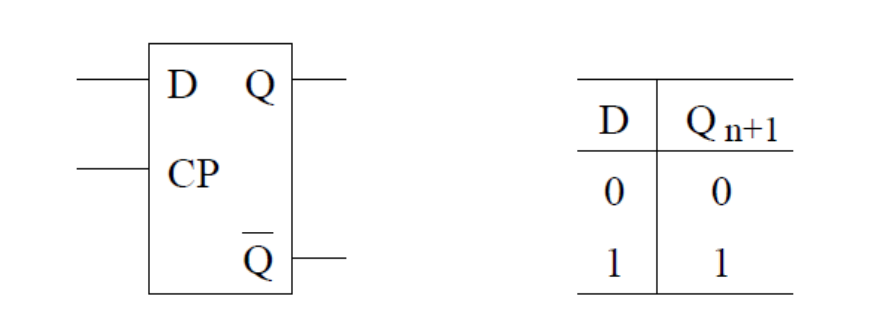 D Q
CP
Q̅
D Qn+1
0 0
1 1